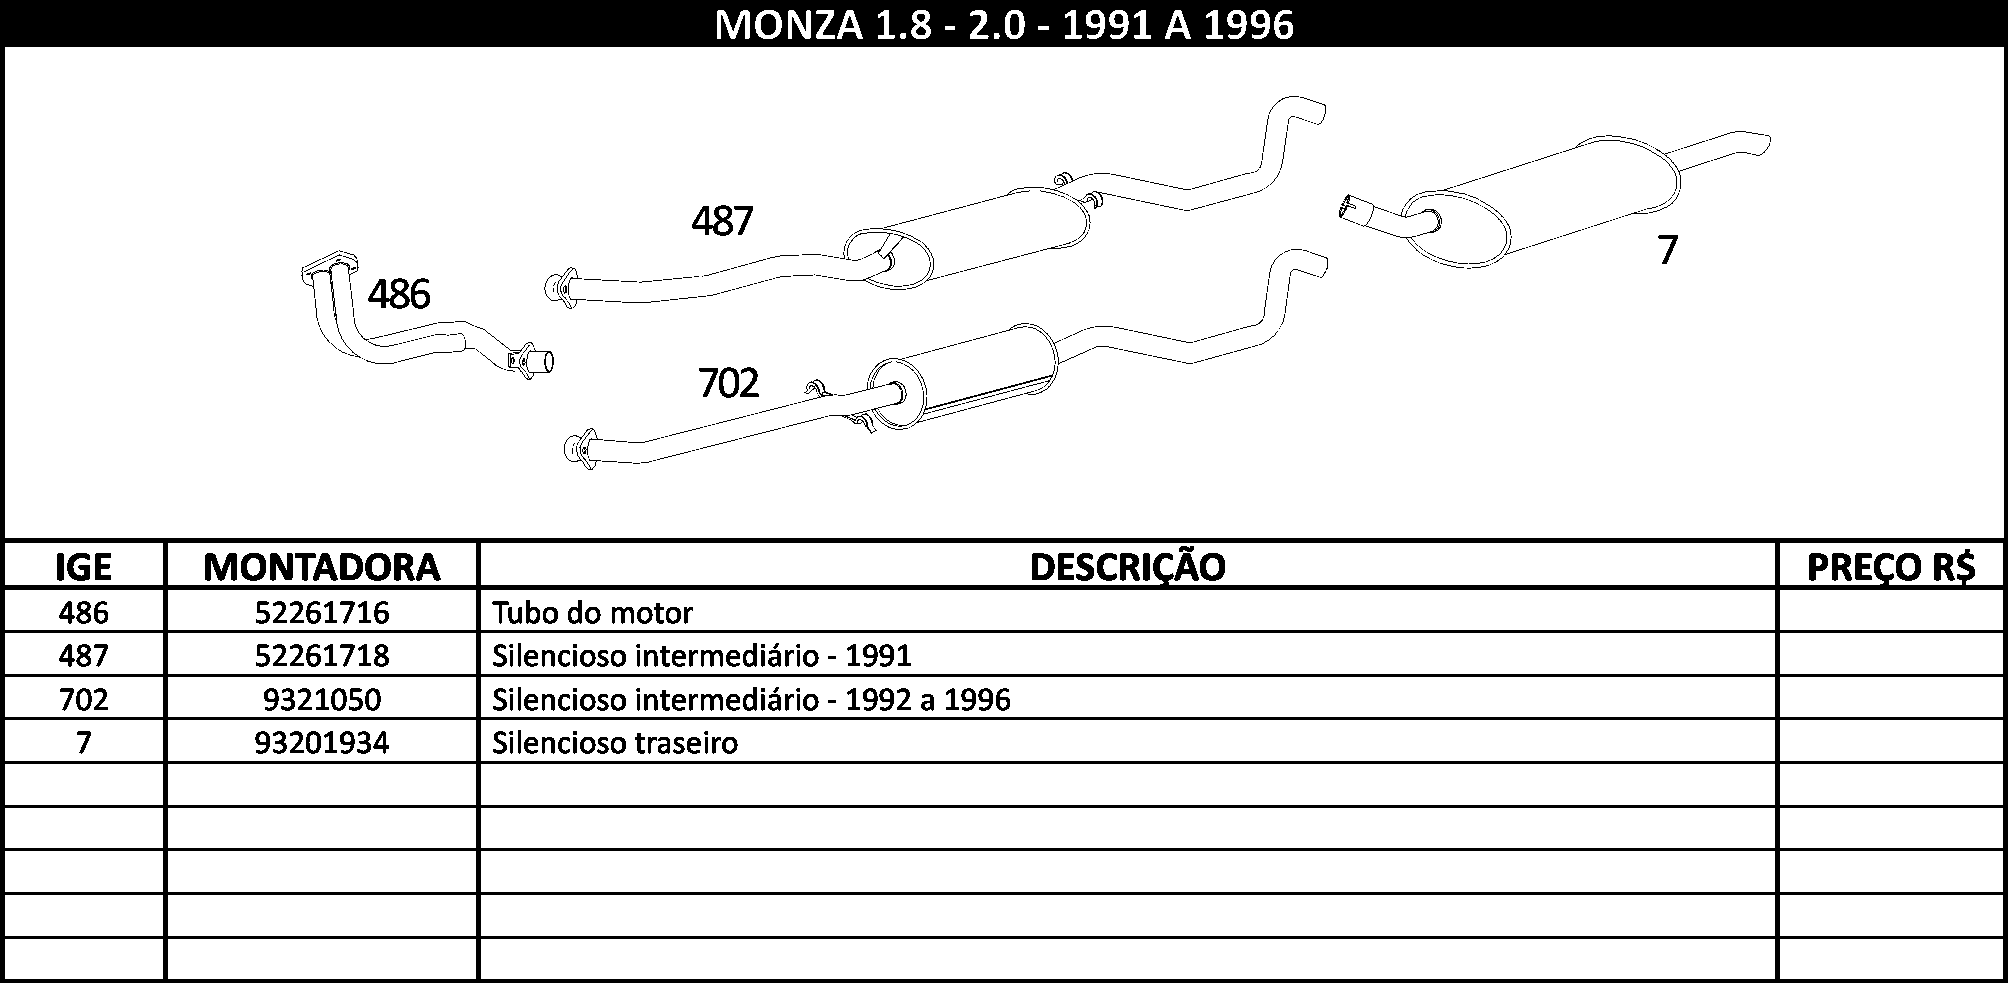 MONZA 1.8 - 2.0 - 1991 A 1996
487
7
486
702
IGE MONTADORA DESCRIÇÃO PREÇO R$
486 52261716 Tubo do motor
487 52261718 Silencioso intermediário - 1991
702 9321050 Silencioso intermediário - 1992 a 1996
7 93201934 Silencioso traseiro